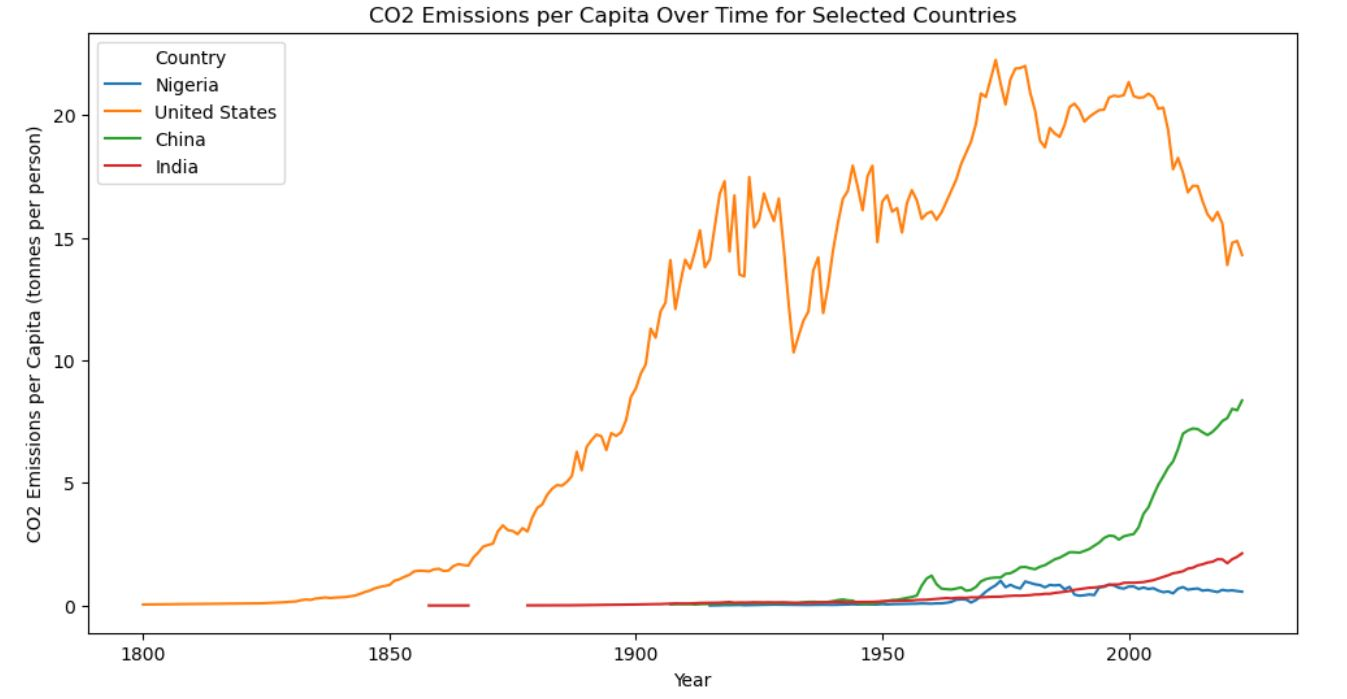 CO2 Emissions per Capita Over Time for Selected Countries
Country
Nigeria
United States
China
India
CO2 Emissions per Capita (tonnes per person)
20
15
10
5
0
1800 1850 1900 1950 2000
Year